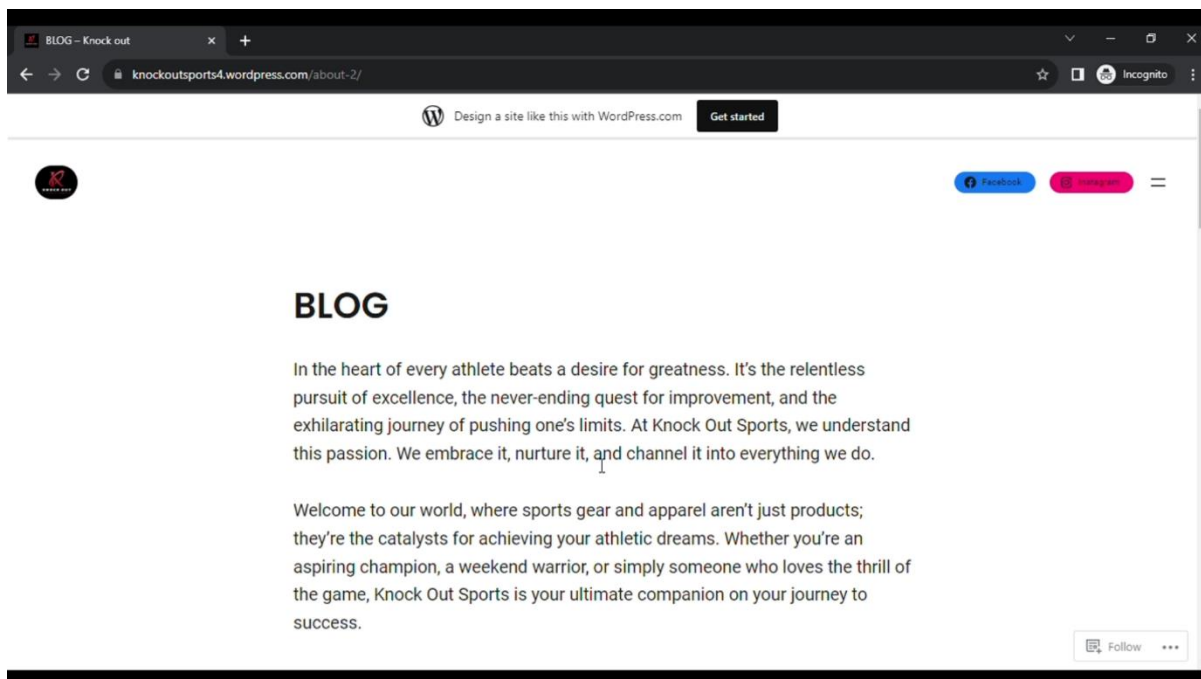 BLOG – Knock out
knockoutsports4.wordpress.com/about-2/
Incognito
Design a site like this with WordPress.com
Get started
KNOCK OUT
Facebook
Instagram
BLOG
In the heart of every athlete beats a desire for greatness. It’s the relentless
pursuit of excellence, the never-ending quest for improvement, and the
exhilarating journey of pushing one’s limits. At Knock Out Sports, we understand
this passion. We embrace it, nurture it, and channel it into everything we do.
Welcome to our world, where sports gear and apparel aren’t just products;
they’re the catalysts for achieving your athletic dreams. Whether you’re an
aspiring champion, a weekend warrior, or simply someone who loves the thrill of
the game, Knock Out Sports is your ultimate companion on your journey to
success.
Follow